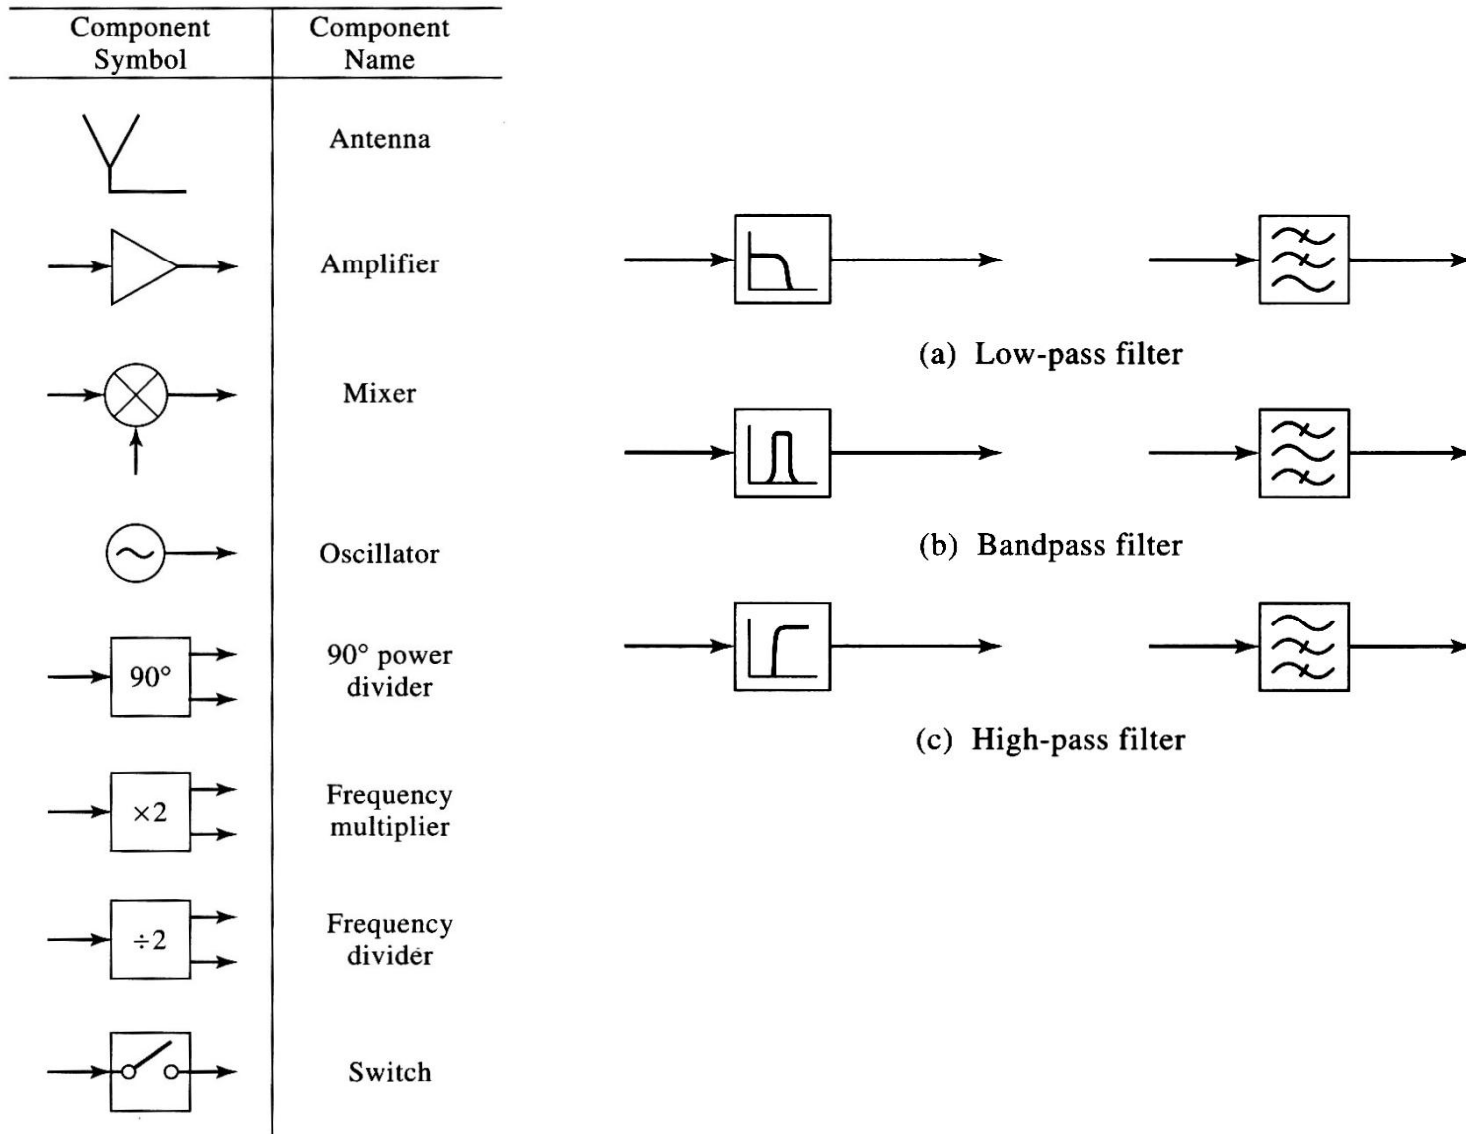 Component
Symbol
Component
Name
Antenna
Amplifier
Mixer
Oscillator
90°
90° power
divider
×2
Frequency
multiplier
÷2
Frequency
divider
Switch
(a) Low-pass filter
(b) Bandpass filter
(c) High-pass filter